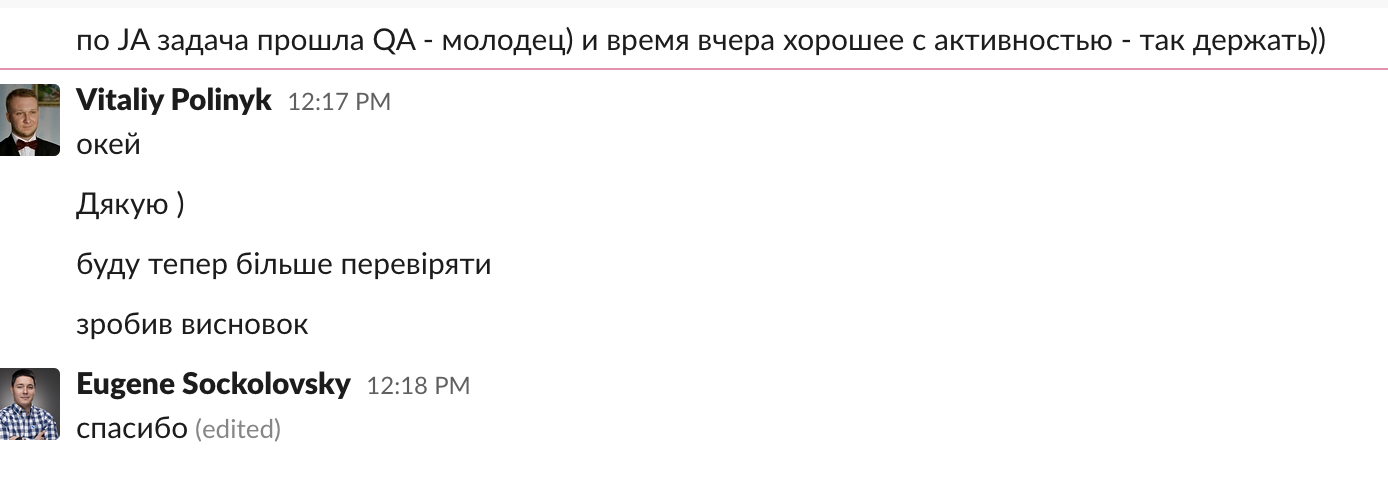 по JA задача прошла QA - молодец) и время вчера хорошее с активностью - так держать))
Vitaliy Polinyk 12:17 PM
окей
Дякую )
буду тепер більше перевіряти
зробив висновок
Eugene Sockolovsky 12:18 PM
спасибо (edited)